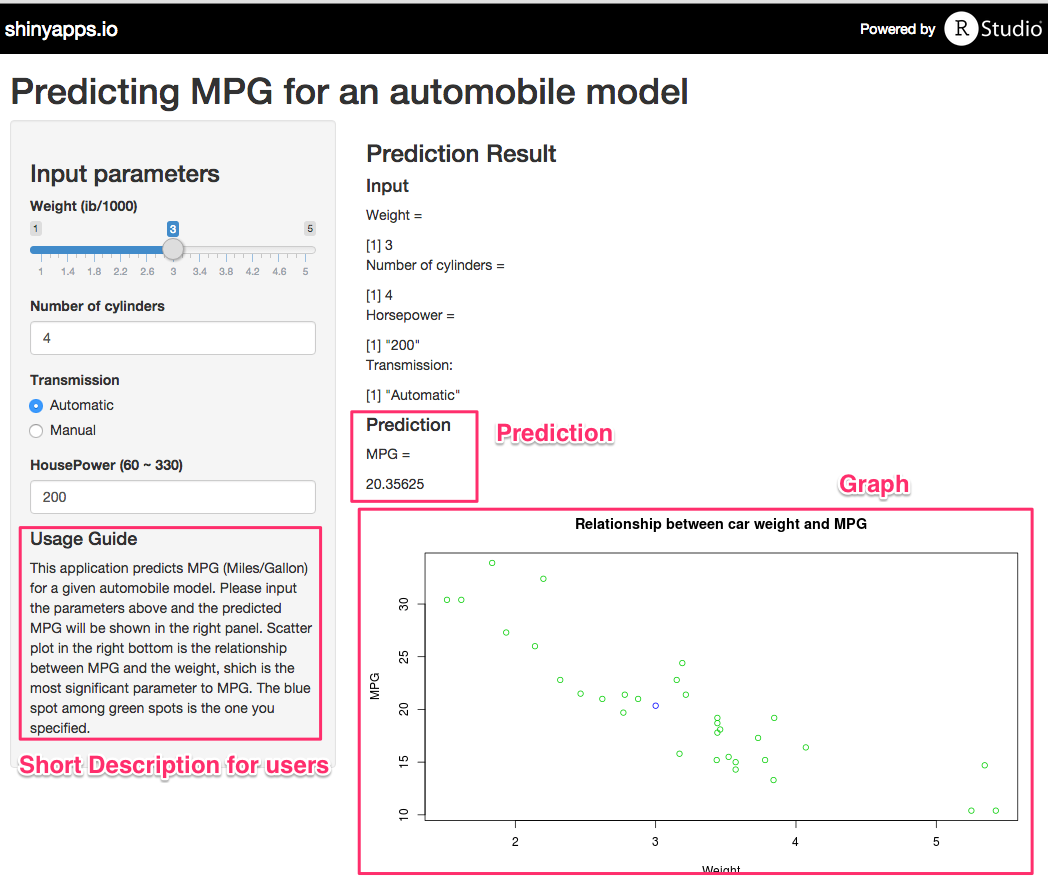 shinyapps.io
Powered by R Studio
Predicting MPG for an automobile model
Input parameters
Weight (ib/1000)
1 3 5
1 1.4 1.8 2.2 2.6 3 3.4 3.8 4.2 4.6 5
Number of cylinders
4
Transmission
Automatic
Manual
HousePower (60 ~ 330)
200
Usage Guide
This application predicts MPG (Miles/Gallon)
for a given automobile model. Please input
the parameters above and the predicted
MPG will be shown in the right panel. Scatter
plot in the right bottom is the relationship
between MPG and the weight, shich is the
most significant parameter to MPG. The blue
spot among green spots is the one you
specified.
Short Description for users
Prediction Result
Input
Weight =
[1] 3
Number of cylinders =
[1] 4
Horsepower =
[1] "200"
Transmission:
[1] "Automatic"
Prediction
MPG =
20.35625
Prediction
Graph
Relationship between car weight and MPG
MPG
30
25
20
15
10
2 3 4 5
Weight